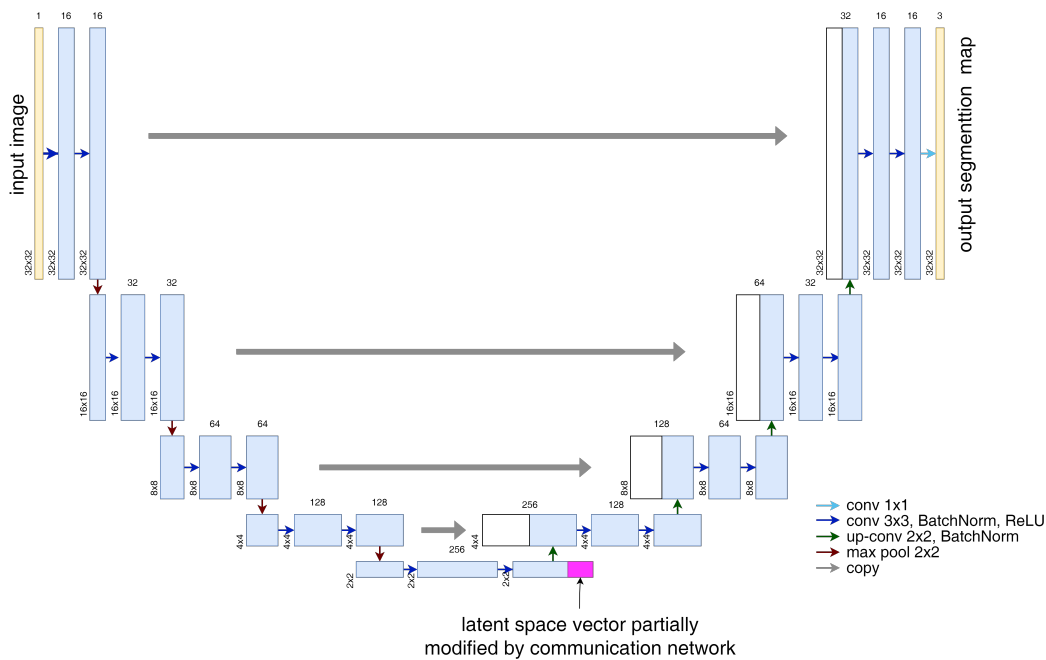 1 16 16
input image
32x32 32x32 32x32
32 16 16 3
output segmenttion map
32x32 32x32 32x32 32x32
32 32
16x16 16x16 16x16
64 32
16x16 16x16 16x16
64 64
8x8 8x8 8x8
128 64
8x8 8x8 8x8
128 128
4x4 4x4 4x4
256 128
4x4 4x4 4x4
256
2x2 2x2 2x2
conv 1x1
conv 3x3, BatchNorm, ReLU
up-conv 2x2, BatchNorm
max pool 2x2
copy
latent space vector partially
modified by communication network